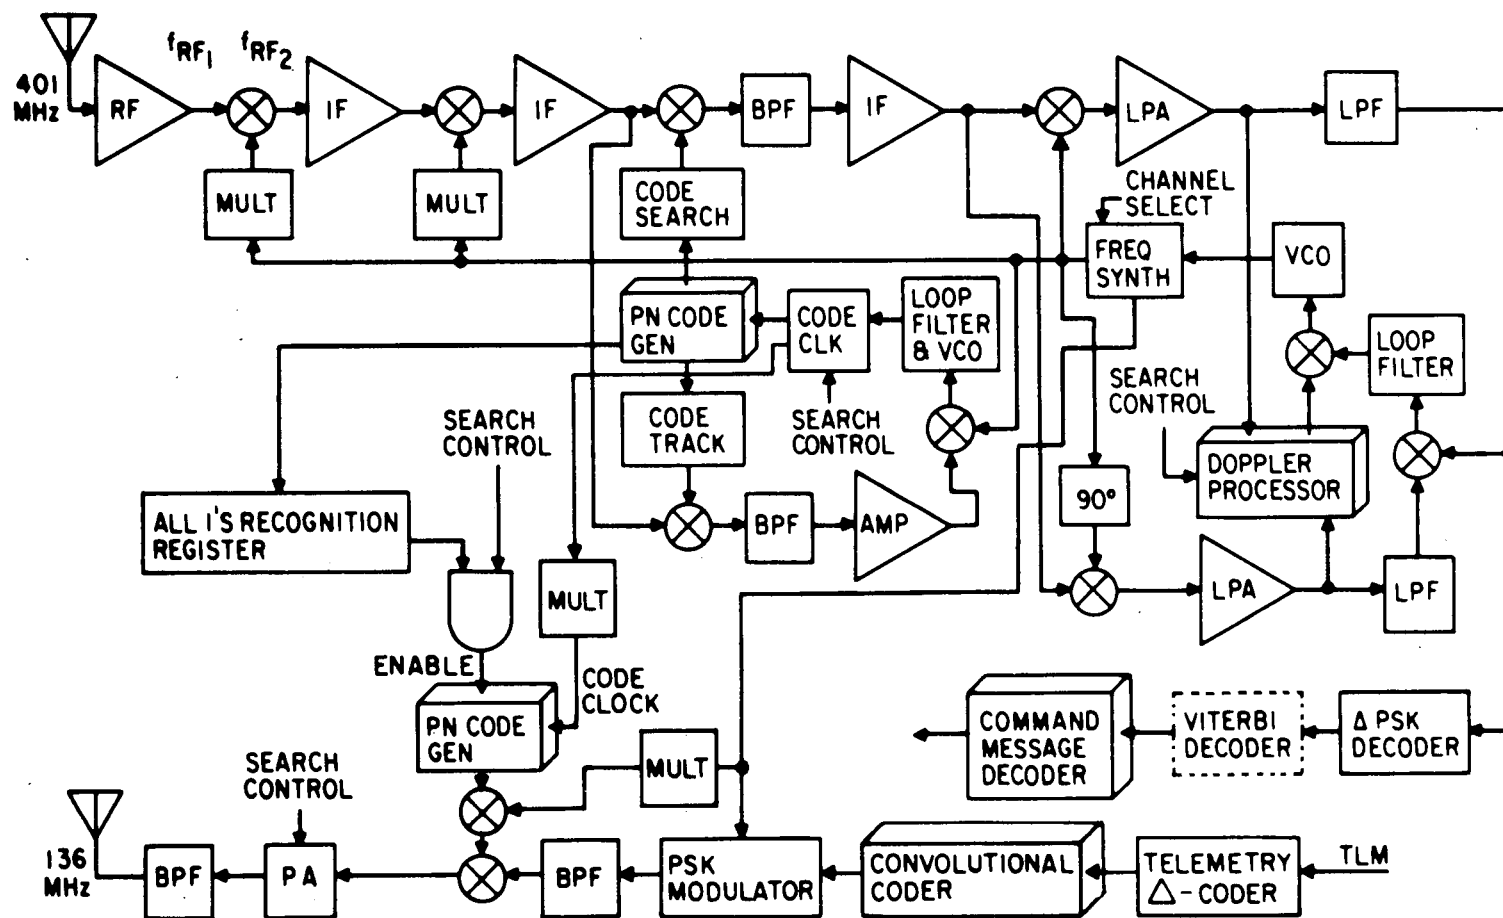 401
MHz
RF
fRF1
fRF2
IF
IF
BPF
IF
LPA
LPF
MULT
MULT
CODE
SEARCH
CHANNEL
SELECT
FREQ
SYNTH
VCO
PN CODE
GEN
CODE
CLK
LOOP
FILTER
& VCO
LOOP
FILTER
SEARCH
CONTROL
CODE
TRACK
SEARCH
CONTROL
SEARCH
CONTROL
DOPPLER
PROCESSOR
ALL 1'S RECOGNITION
REGISTER
BPF
AMP
90°
MULT
LPA
LPF
ENABLE
CODE
CLOCK
PN CODE
GEN
MULT
COMMAND
MESSAGE
DECODER
VITERBI
DECODER
Δ PSK
DECODER
SEARCH
CONTROL
136
MHz
BPF
PA
BPF
PSK
MODULATOR
CONVOLUTIONAL
CODER
TELEMETRY
Δ-CODER
TLM